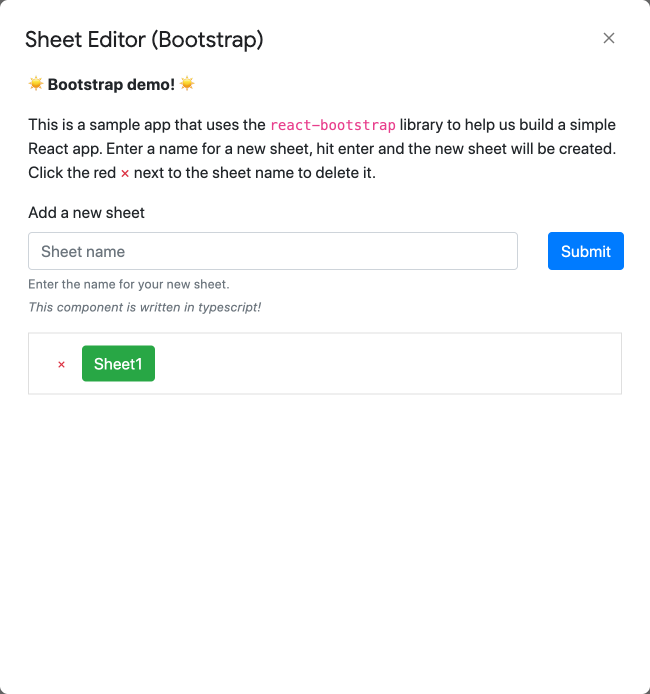 Sheet Editor (Bootstrap) ×
☀️ Bootstrap demo! ☀️
This is a sample app that uses the react-bootstrap library to help us build a simple
React app. Enter a name for a new sheet, hit enter and the new sheet will be created.
Click the red × next to the sheet name to delete it.
Add a new sheet
Sheet name Submit
Enter the name for your new sheet.
This component is written in typescript!
× Sheet1